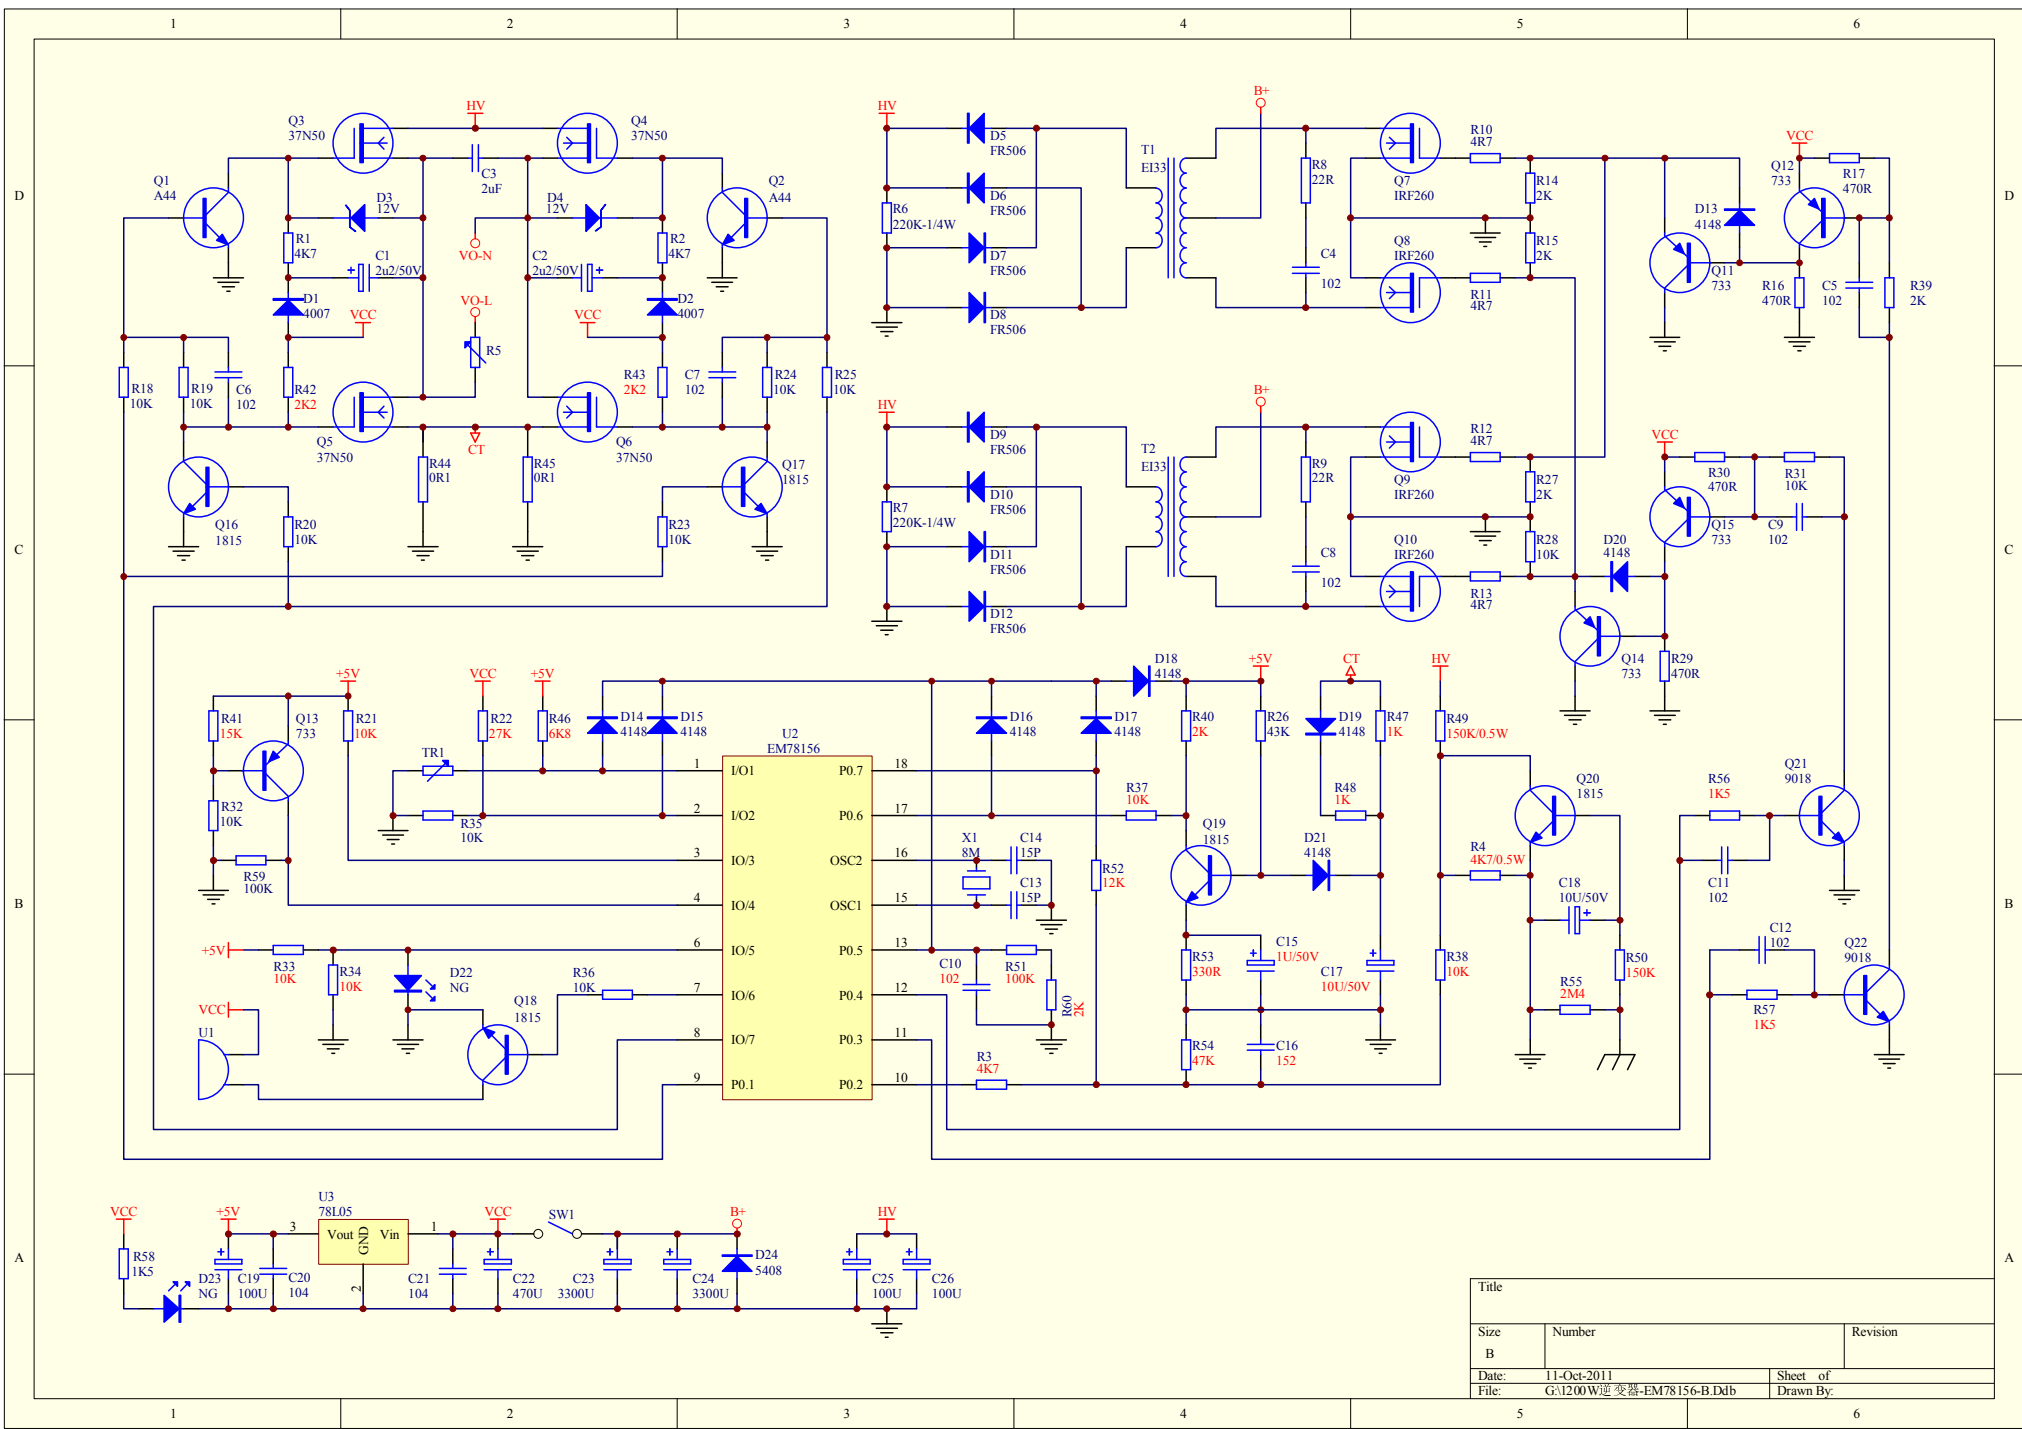 1 2 3 4 5 6
D
C
B
A
D
C
B
A
1 2 3 4 5 6
HV
Q3
37N50
Q4
37N50
Q1
A44
Q2
A44
C3
2uF
D3
12V
D4
12V
R1
4K7
R2
4K7
C1
2u2/50V
C2
2u2/50V
VO-N
VO-L
D1
4007
D2
4007
VCC
VCC
R5
R18
10K
R19
10K
C6
102
R42
2K2
R43
2K2
C7
102
R24
10K
R25
10K
Q5
37N50
Q6
37N50
CT
Q16
1815
Q17
1815
R20
10K
R44
0R1
R45
0R1
R23
10K
HV
D5
FR506
D6
FR506
D7
FR506
D8
FR506
R6
220K-1/4W
T1
EI33
B+
R8
22R
C4
102
Q7
IRF260
Q8
IRF260
R10
4R7
R11
4R7
R14
2K
R15
2K
D13
4148
Q11
733
Q12
733
VCC
R17
470R
R16
470R
C5
102
R39
2K
HV
D9
FR506
D10
FR506
D11
FR506
D12
FR506
R7
220K-1/4W
T2
EI33
B+
R9
22R
C8
102
Q9
IRF260
Q10
IRF260
R12
4R7
R13
4R7
R27
2K
R28
10K
VCC
R30
470R
R31
10K
C9
102
Q15
733
D20
4148
Q14
733
R29
470R
+5V
R41
15K
Q13
733
R21
10K
R32
10K
R59
100K
VCC
R22
27K
+5V
R46
6K8
D14
4148
D15
4148
TR1
R35
10K
U2
EM78156
1 I/O1
2 I/O2
3 IO/3
4 IO/4
6 IO/5
7 IO/6
8 IO/7
9 P0.1
P0.7 18
P0.6 17
OSC2 16
OSC1 15
P0.5 13
P0.4 12
P0.3 11
P0.2 10
+5V
R33
10K
R34
10K
D22
NG
R36
10K
Q18
1815
VCC
U1
D16
4148
D17
4148
D18
4148
R40
2K
R37
10K
X1
8M
C14
15P
C13
15P
R52
12K
C10
102
R51
100K
R60
2K
R3
4K7
+5V
R26
43K
CT
D19
4148
R47
1K
R48
1K
D21
4148
Q19
1815
R53
330R
C15
1U/50V
C17
10U/50V
R54
47K
C16
152
HV
R49
150K/0.5W
R4
4K7/0.5W
R38
10K
Q20
1815
C18
10U/50V
R55
2M4
R50
150K
R56
1K5
C11
102
Q21
9018
C12
102
R57
1K5
Q22
9018
VCC
R58
1K5
D23
NG
+5V
C19
100U
C20
104
U3
78L05
3 Vout GND Vin 1
2
C21
104
VCC
C22
470U
SW1
C23
3300U
C24
3300U
B+
D24
5408
HV
C25
100U
C26
100U
Title
Size
B
Number
Revision
Date: 11-Oct-2011 Sheet of
File: G:\1200W逆变器-EM78156-B.Ddb Drawn By: